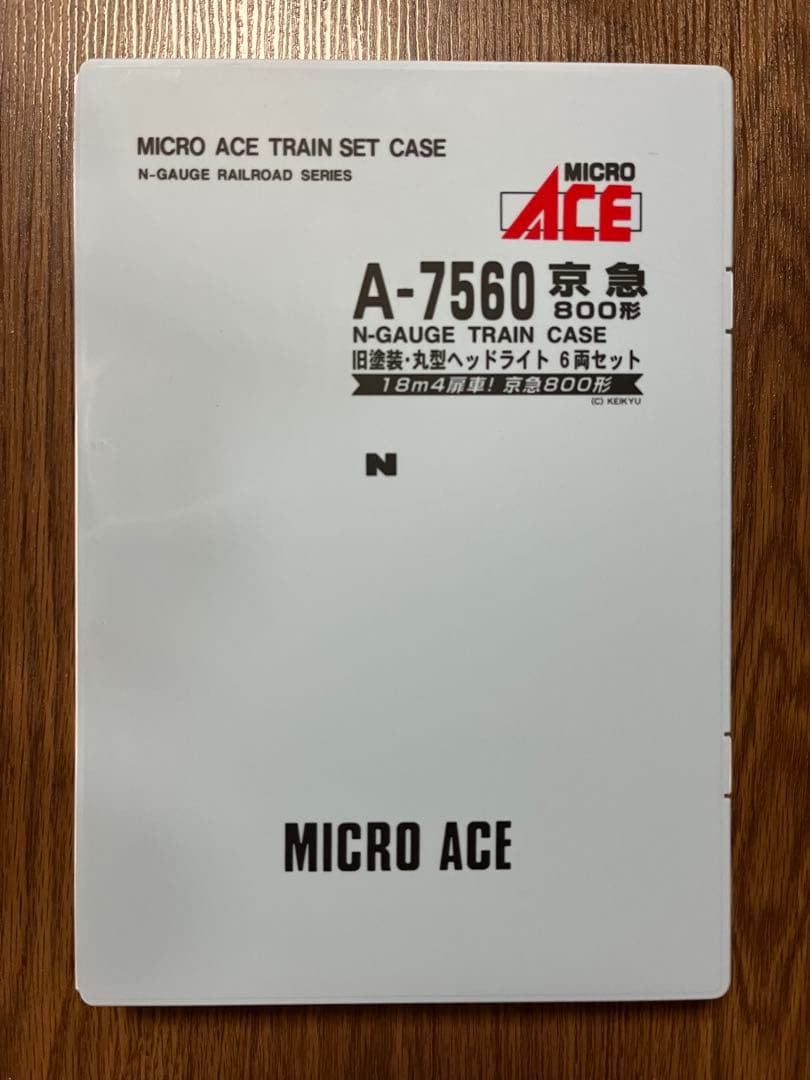 MICRO ACE TRAIN SET CASE
N-GAUGE RAILROAD SERIES
MICRO
ACE
A-7560 京急
800形
N-GAUGE TRAIN CASE
旧塗装・丸型ヘッドライト 6両セット
18m4扉車! 京急800形
(C) KEIKYU
N
MICRO ACE